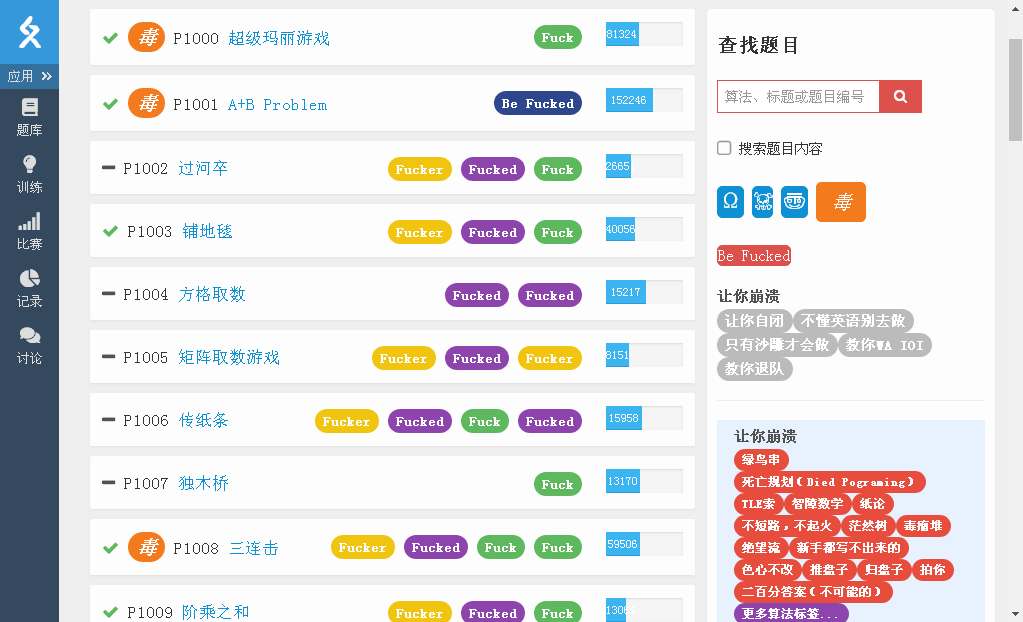 应用 »
题库
训练
比赛
记录
讨论
毒 P1000 超级玛丽游戏 Fuck 81324
毒 P1001 A+B Problem Be Fucked 152246
P1002 过河卒 Fucker Fucked Fuck 2665
P1003 铺地毯 Fucker Fucked Fuck 40056
P1004 方格取数 Fucked Fucked 15217
P1005 矩阵取数游戏 Fucker Fucked Fucker 8151
P1006 传纸条 Fucker Fucked Fuck Fucked 15958
P1007 独木桥 Fuck 13170
毒 P1008 三连击 Fucker Fucked Fuck Fuck 59506
P1009 阶乘之和 Fucker Fucked Fuck
查找题目
算法、标题或题目编号
搜索题目内容
Ω 毒
Be Fucked
让你崩溃
让你自闭 不懂英语别去做
只有沙雕才会做 教你WA IOI
教你退队
让你崩溃
绿鸟串
死亡规划(Died Pograming)
TLE索 智障数学 纸论
不短路，不起火 茫然树 毒瘤堆
绝望流 新手都写不出来的
色心不改 推盘子 归盘子 拍你
二百分答案(不可能的)
更多算法标签...